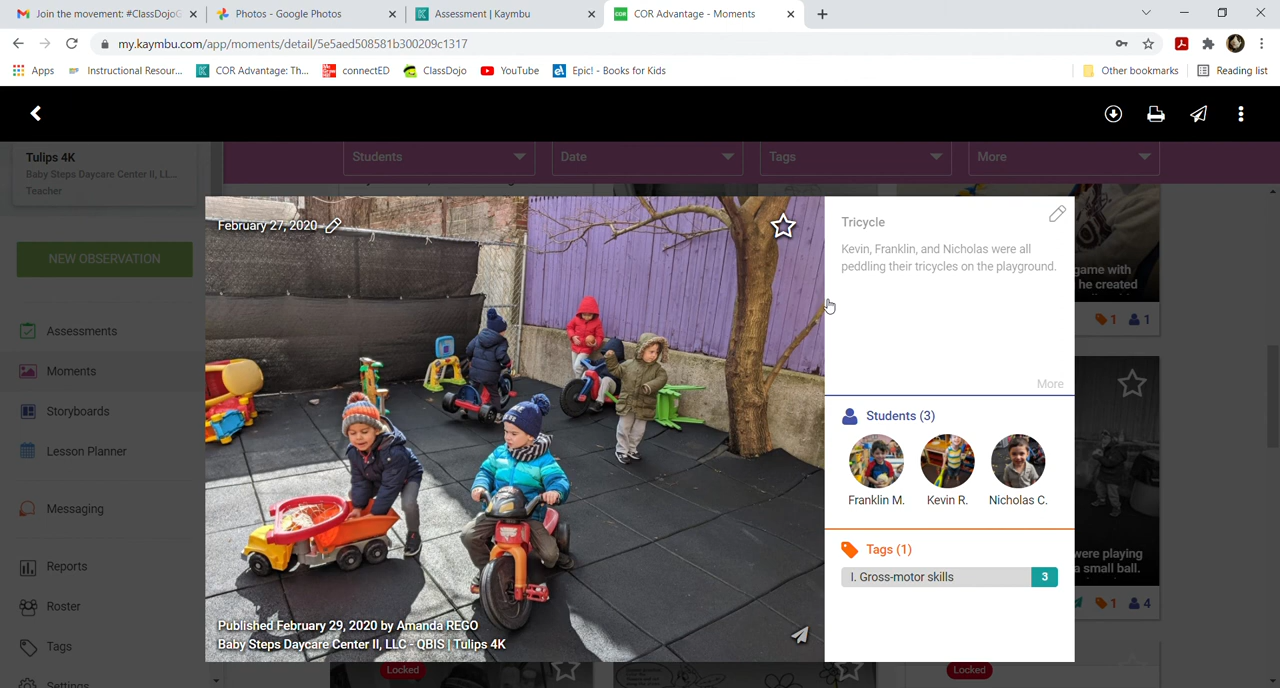 Join the movement: #ClassDojoG
Photos - Google Photos
Assessment | Kaymbu
COR
COR Advantage - Moments
my.kaymbu.com/app/moments/detail/5e5aed508581b300209c1317
Apps
Instructional Resour...
COR Advantage: Th...
connectED
ClassDojo
YouTube
Epic! - Books for Kids
Other bookmarks
Reading list
Tulips 4K
Baby Steps Daycare Center II, LL...
Teacher
Students
Date
Tags
More
NEW OBSERVATION
Assessments
Moments
Storyboards
Lesson Planner
Messaging
Reports
Roster
Tags
Settings
February 27, 2020
Published February 29, 2020 by Amanda REGO
Baby Steps Daycare Center II, LLC - QBIS | Tulips 4K
Tricycle
Kevin, Franklin, and Nicholas were all
peddling their tricycles on the playground.
More
Students (3)
Franklin M.
Kevin R.
Nicholas C.
Tags (1)
I. Gross-motor skills
3
game with
he created
1
1
were playing
a small ball.
1
4
Locked
Locked